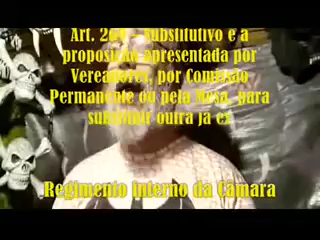 Art. substitutivo é a
proposição apresentada por
Vereadores, por Comissão
Permanente ou pela Mesa, para
substituir outra já ex
Regimento Interno da Câmara